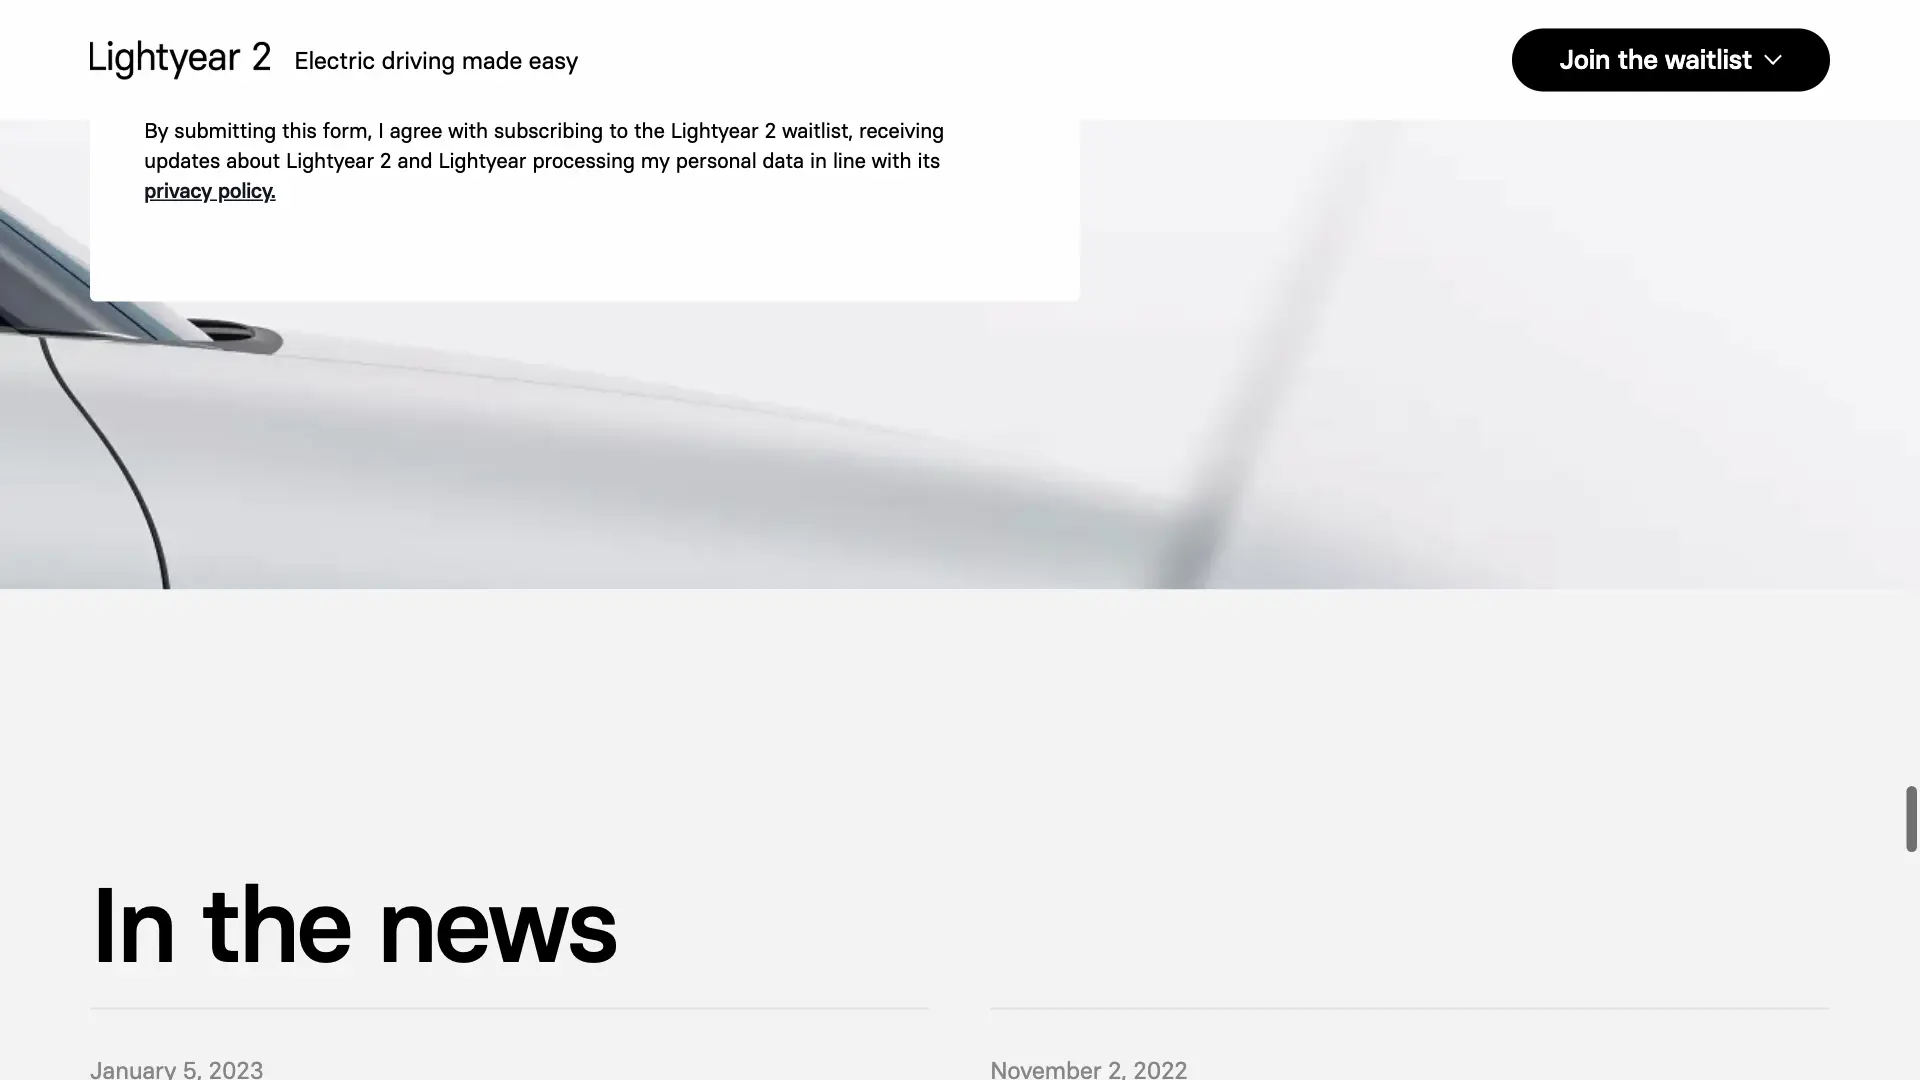 Lightyear 2 Electric driving made easy
Join the waitlist
By submitting this form, I agree with subscribing to the Lightyear 2 waitlist, receiving
updates about Lightyear 2 and Lightyear processing my personal data in line with its
privacy policy.
In the news
January 5, 2023
November 2, 2022